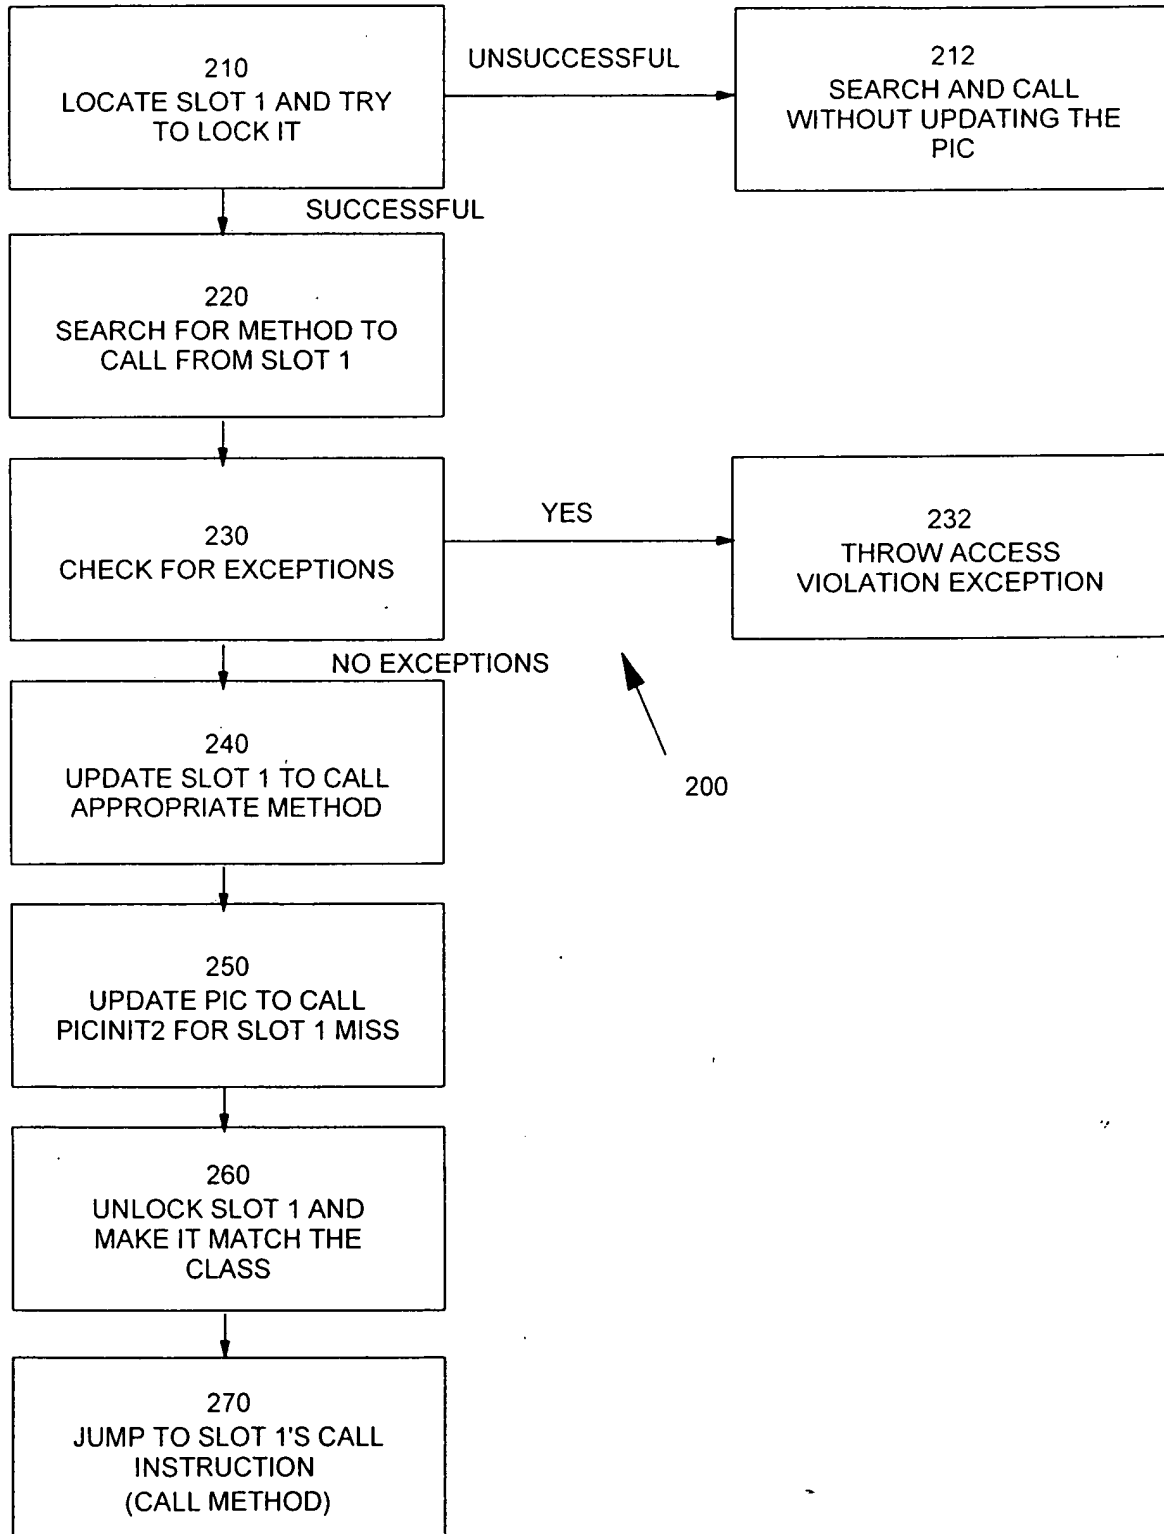 210
LOCATE SLOT 1 AND TRY
TO LOCK IT
UNSUCCESSFUL
212
SEARCH AND CALL
WITHOUT UPDATING THE
PIC
SUCCESSFUL
220
SEARCH FOR METHOD TO
CALL FROM SLOT 1
230
CHECK FOR EXCEPTIONS
YES
232
THROW ACCESS
VIOLATION EXCEPTION
NO EXCEPTIONS
200
240
UPDATE SLOT 1 TO CALL
APPROPRIATE METHOD
250
UPDATE PIC TO CALL
PICINIT2 FOR SLOT 1 MISS
260
UNLOCK SLOT 1 AND
MAKE IT MATCH THE
CLASS
270
JUMP TO SLOT 1'S CALL
INSTRUCTION
(CALL METHOD)